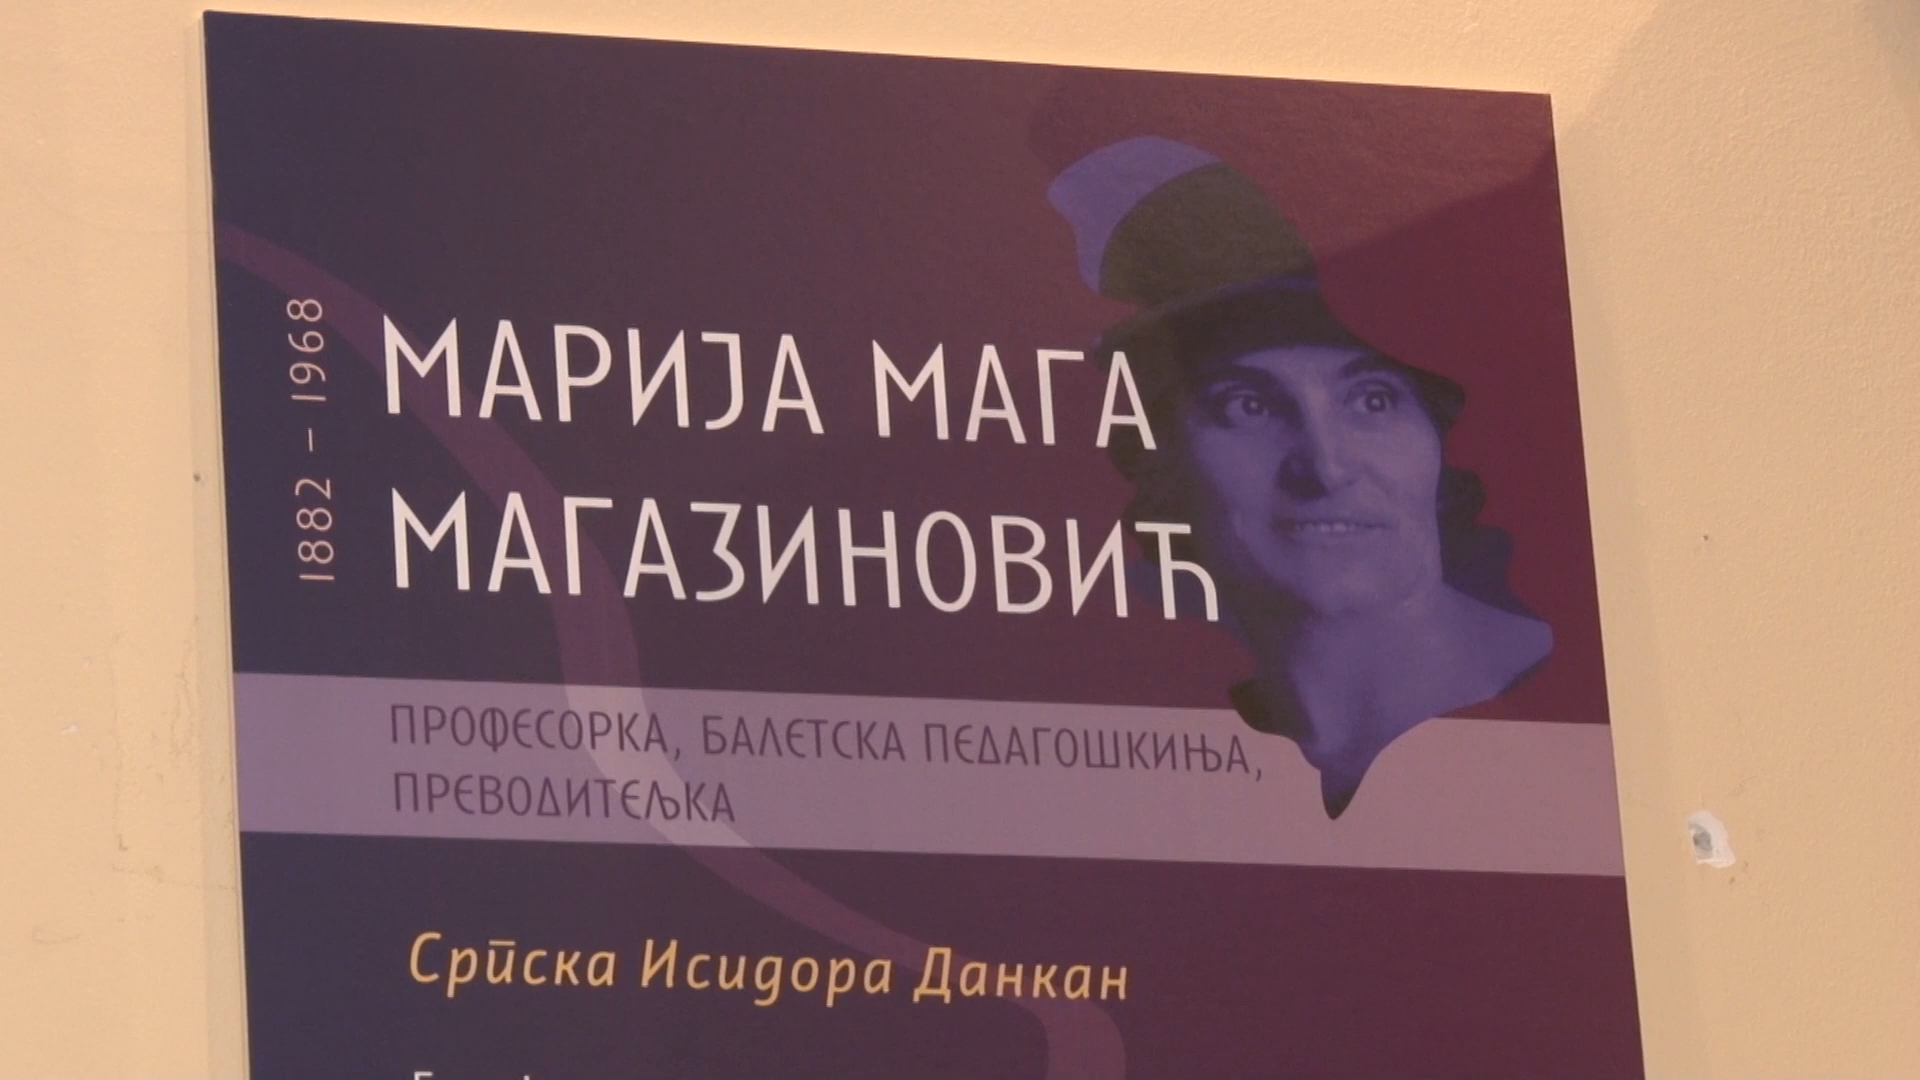 1882 – 1968
МАРИЈА МАГА
МАГАЗИНОВИЋ
ПРОФЕСОРКА, БАЛЕТСКА ПЕДАГОШКИЊА,
ПРЕВОДИТЕЉКА
Српска Исидора Данкан